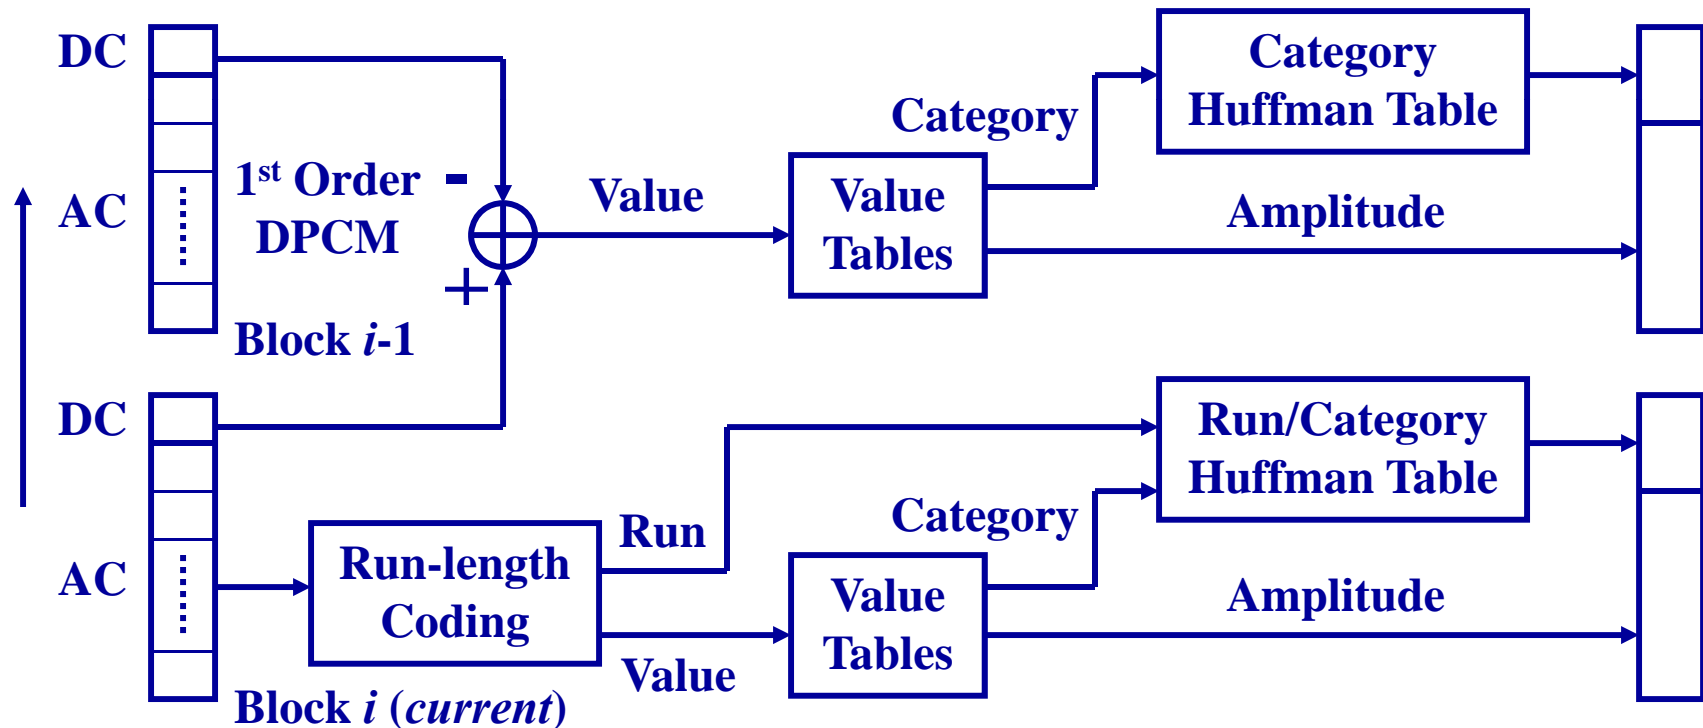 DC
AC
1st Order
DPCM
-
+
Block i-1
Value
Value
Tables
Category
Category
Huffman Table
Amplitude
DC
AC
Run-length
Coding
Block i (current)
Run
Value
Value
Tables
Category
Run/Category
Huffman Table
Amplitude